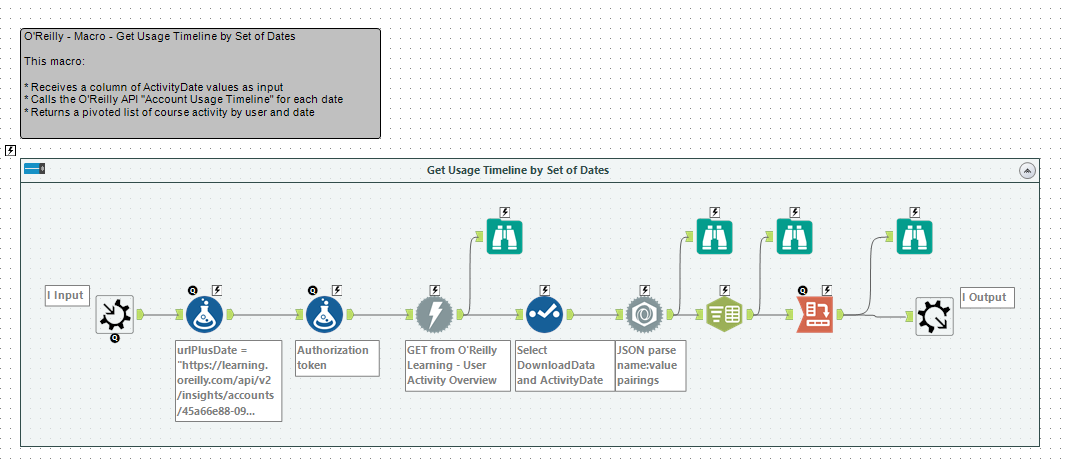 O'Reilly - Macro - Get Usage Timeline by Set of Dates
This macro:
* Receives a column of ActivityDate values as input
* Calls the O'Reilly API "Account Usage Timeline" for each date
* Returns a pivoted list of course activity by user and date
Get Usage Timeline by Set of Dates
I Input
I Output
urlPlusDate =
"https://learning.
oreilly.com/api/v2
/insights/accounts
/45a66e88-09...
Authorization
token
GET from O'Reilly
Learning - User
Activity Overview
Select
DownloadData
and ActivityDate
JSON parse
name:value
pairings